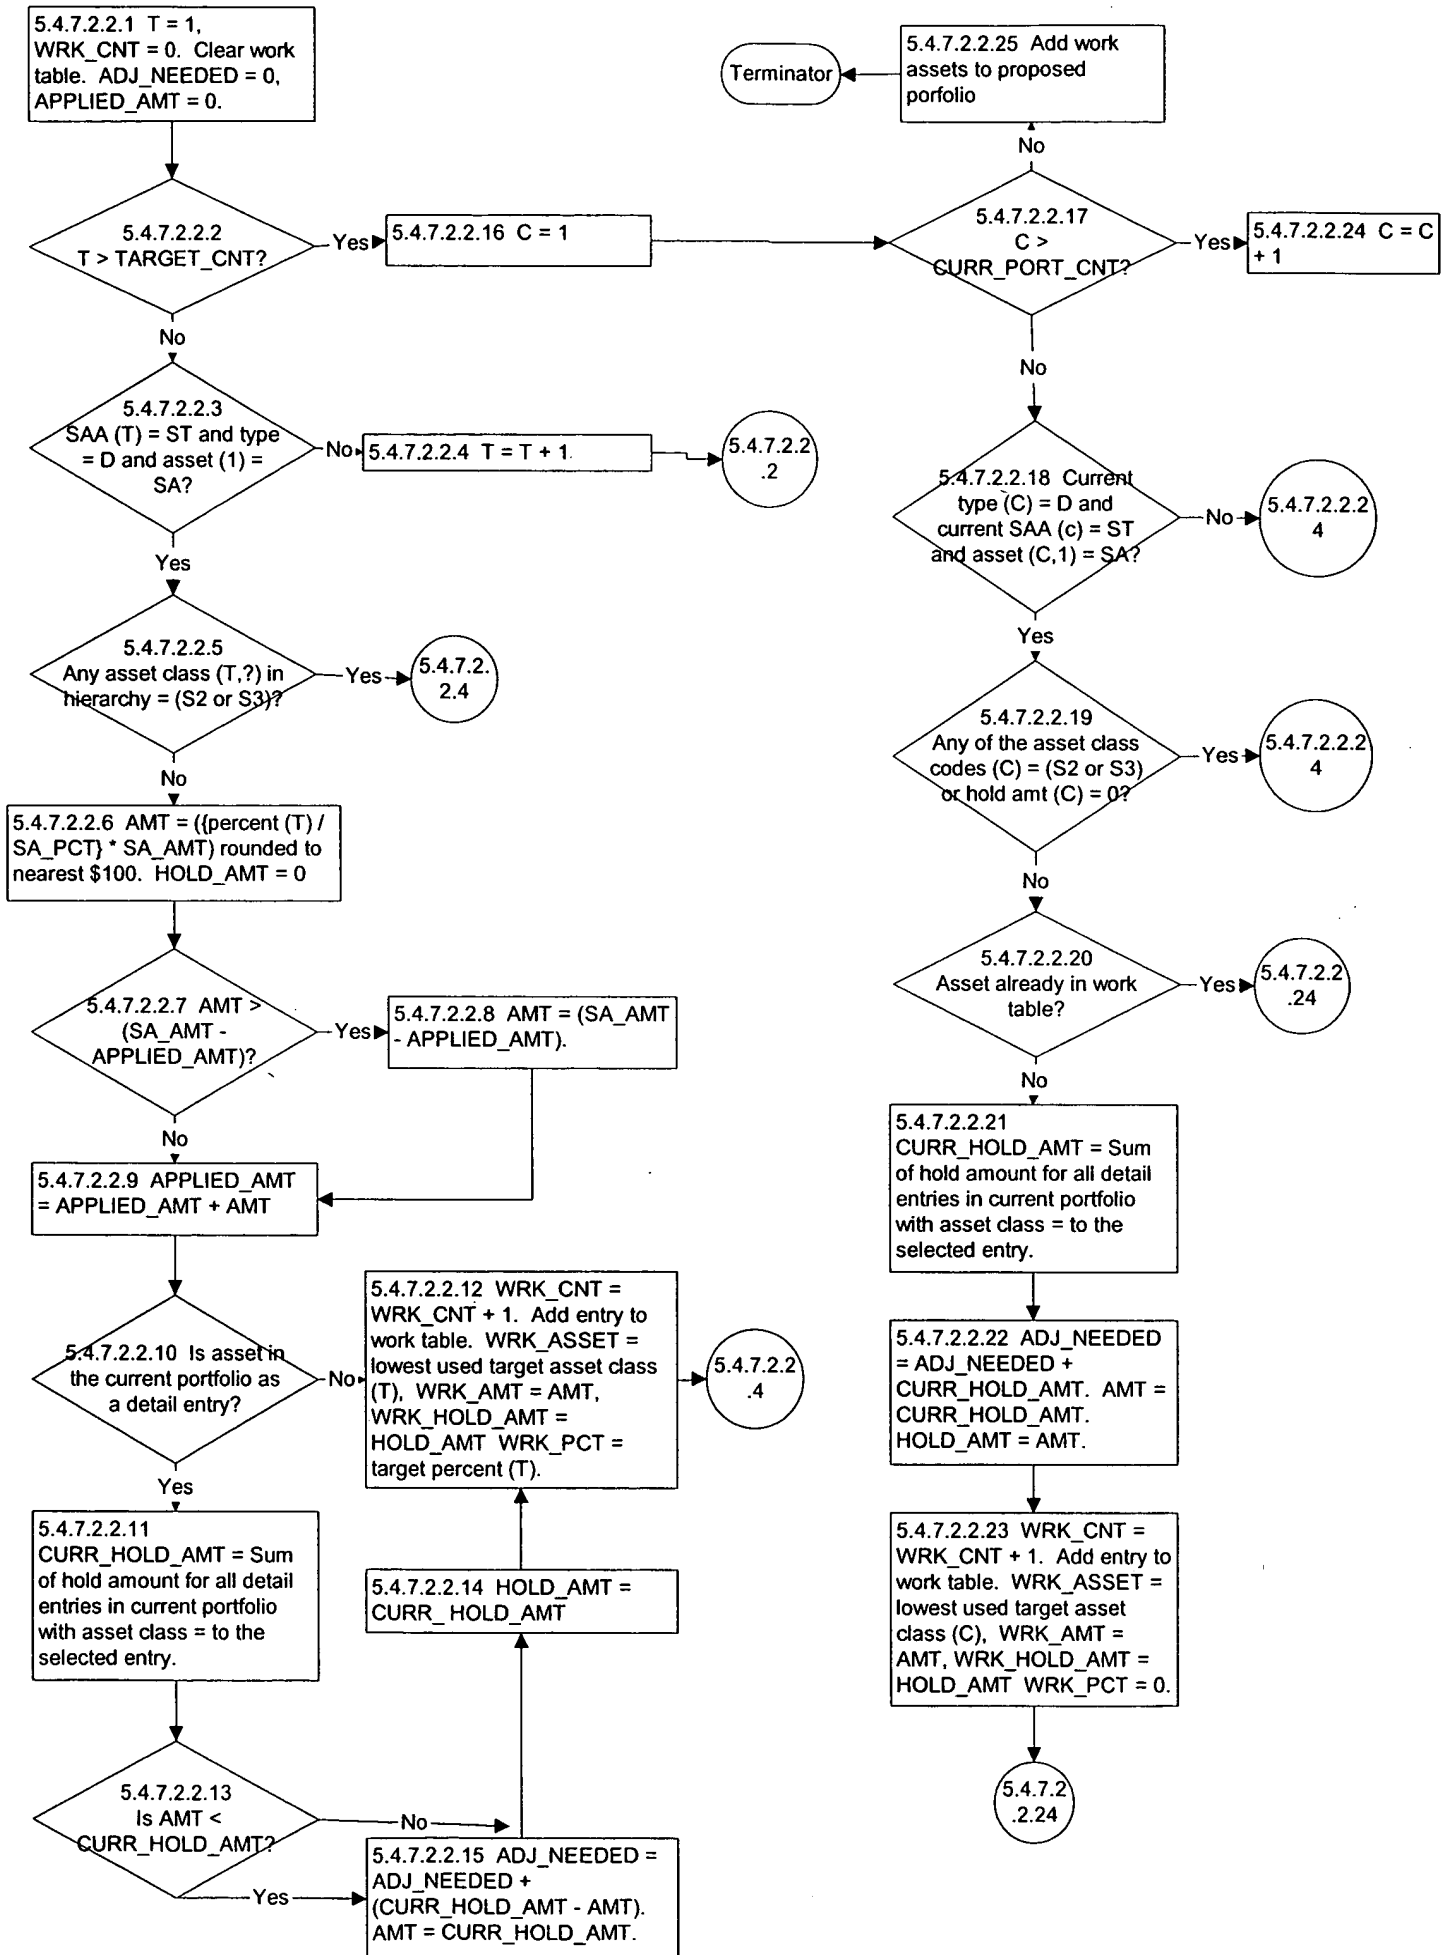 5.4.7.2.2.1 T = 1,
WRK_CNT = 0. Clear work
table. ADJ_NEEDED = 0,
APPLIED_AMT = 0.
5.4.7.2.2.2
T > TARGET_CNT?
Yes
5.4.7.2.2.16 C = 1
No
5.4.7.2.2.3
SAA (T) = ST and type
= D and asset (1) =
SA?
No
5.4.7.2.2.4 T = T + 1.
5.4.7.2.2
.2
Yes
5.4.7.2.2.5
Any asset class (T,?) in
hierarchy = (S2 or S3)?
Yes
5.4.7.2.
2.4
No
5.4.7.2.2.6 AMT = ({percent (T) /
SA_PCT} * SA_AMT) rounded to
nearest $100. HOLD_AMT = 0
5.4.7.2.2.7 AMT >
(SA_AMT -
APPLIED_AMT)?
Yes
5.4.7.2.2.8 AMT = (SA_AMT
- APPLIED_AMT).
No
5.4.7.2.2.9 APPLIED_AMT
= APPLIED_AMT + AMT
5.4.7.2.2.10 Is asset in
the current portfolio as
a detail entry?
No
5.4.7.2.2.12 WRK_CNT =
WRK_CNT + 1. Add entry to
work table. WRK_ASSET =
lowest used target asset class
(T), WRK_AMT = AMT,
WRK_HOLD_AMT =
HOLD_AMT WRK_PCT =
target percent (T).
5.4.7.2.2
.4
Yes
5.4.7.2.2.11
CURR_HOLD_AMT = Sum
of hold amount for all detail
entries in current portfolio
with asset class = to the
selected entry.
5.4.7.2.2.14 HOLD_AMT =
CURR_ HOLD_AMT
5.4.7.2.2.13
Is AMT <
CURR_HOLD_AMT?
No
Yes
5.4.7.2.2.15 ADJ_NEEDED =
ADJ_NEEDED +
(CURR_HOLD_AMT - AMT).
AMT = CURR_HOLD_AMT.
Terminator
5.4.7.2.2.25 Add work
assets to proposed
porfolio
No
5.4.7.2.2.17
C >
CURR_PORT_CNT?
Yes
5.4.7.2.2.24 C = C
+ 1
No
5.4.7.2.2.18 Current
type (C) = D and
current SAA (c) = ST
and asset (C,1) = SA?
No
5.4.7.2.2.2
4
Yes
5.4.7.2.2.19
Any of the asset class
codes (C) = (S2 or S3)
or hold amt (C) = 0?
Yes
5.4.7.2.2.2
4
No
5.4.7.2.2.20
Asset already in work
table?
Yes
5.4.7.2.2
.24
No
5.4.7.2.2.21
CURR_HOLD_AMT = Sum
of hold amount for all detail
entries in current portfolio
with asset class = to the
selected entry.
5.4.7.2.2.22 ADJ_NEEDED
= ADJ_NEEDED +
CURR_HOLD_AMT. AMT =
CURR_HOLD_AMT.
HOLD_AMT = AMT.
5.4.7.2.2.23 WRK_CNT =
WRK_CNT + 1. Add entry to
work table. WRK_ASSET =
lowest used target asset
class (C), WRK_AMT =
AMT, WRK_HOLD_AMT =
HOLD_AMT WRK_PCT = 0.
5.4.7.2
.2.24